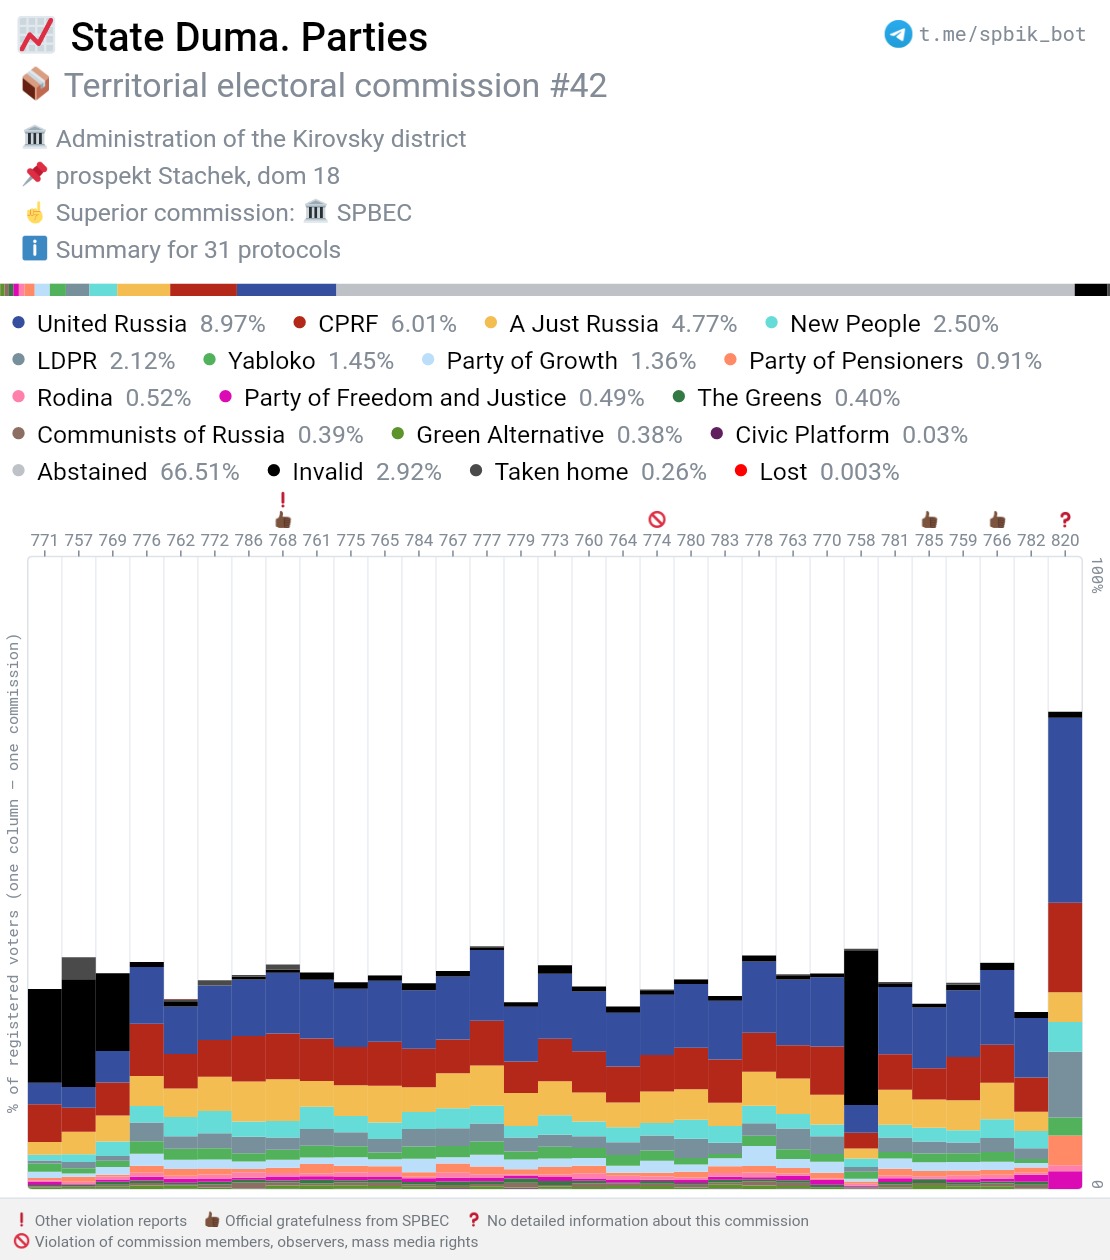 State Duma. Parties
t.me/spbik_bot
Territorial electoral commission #42
Administration of the Kirovsky district
prospekt Stachek, dom 18
Superior commission: SPBEC
Summary for 31 protocols
United Russia 8.97% CPRF 6.01% A Just Russia 4.77% New People 2.50%
LDPR 2.12% Yabloko 1.45% Party of Growth 1.36% Party of Pensioners 0.91%
Rodina 0.52% Party of Freedom and Justice 0.49% The Greens 0.40%
Communists of Russia 0.39% Green Alternative 0.38% Civic Platform 0.03%
Abstained 66.51% Invalid 2.92% Taken home 0.26% Lost 0.003%
771 757 769 776 762 772 786 768 761 775 765 784 767 777 779 773 760 764 774 780 783 778 763 770 758 781 785 759 766 782 820
100%
% of registered voters (one column — one commission)
0
Other violation reports Official gratefulness from SPBEC No detailed information about this commission
Violation of commission members, observers, mass media rights